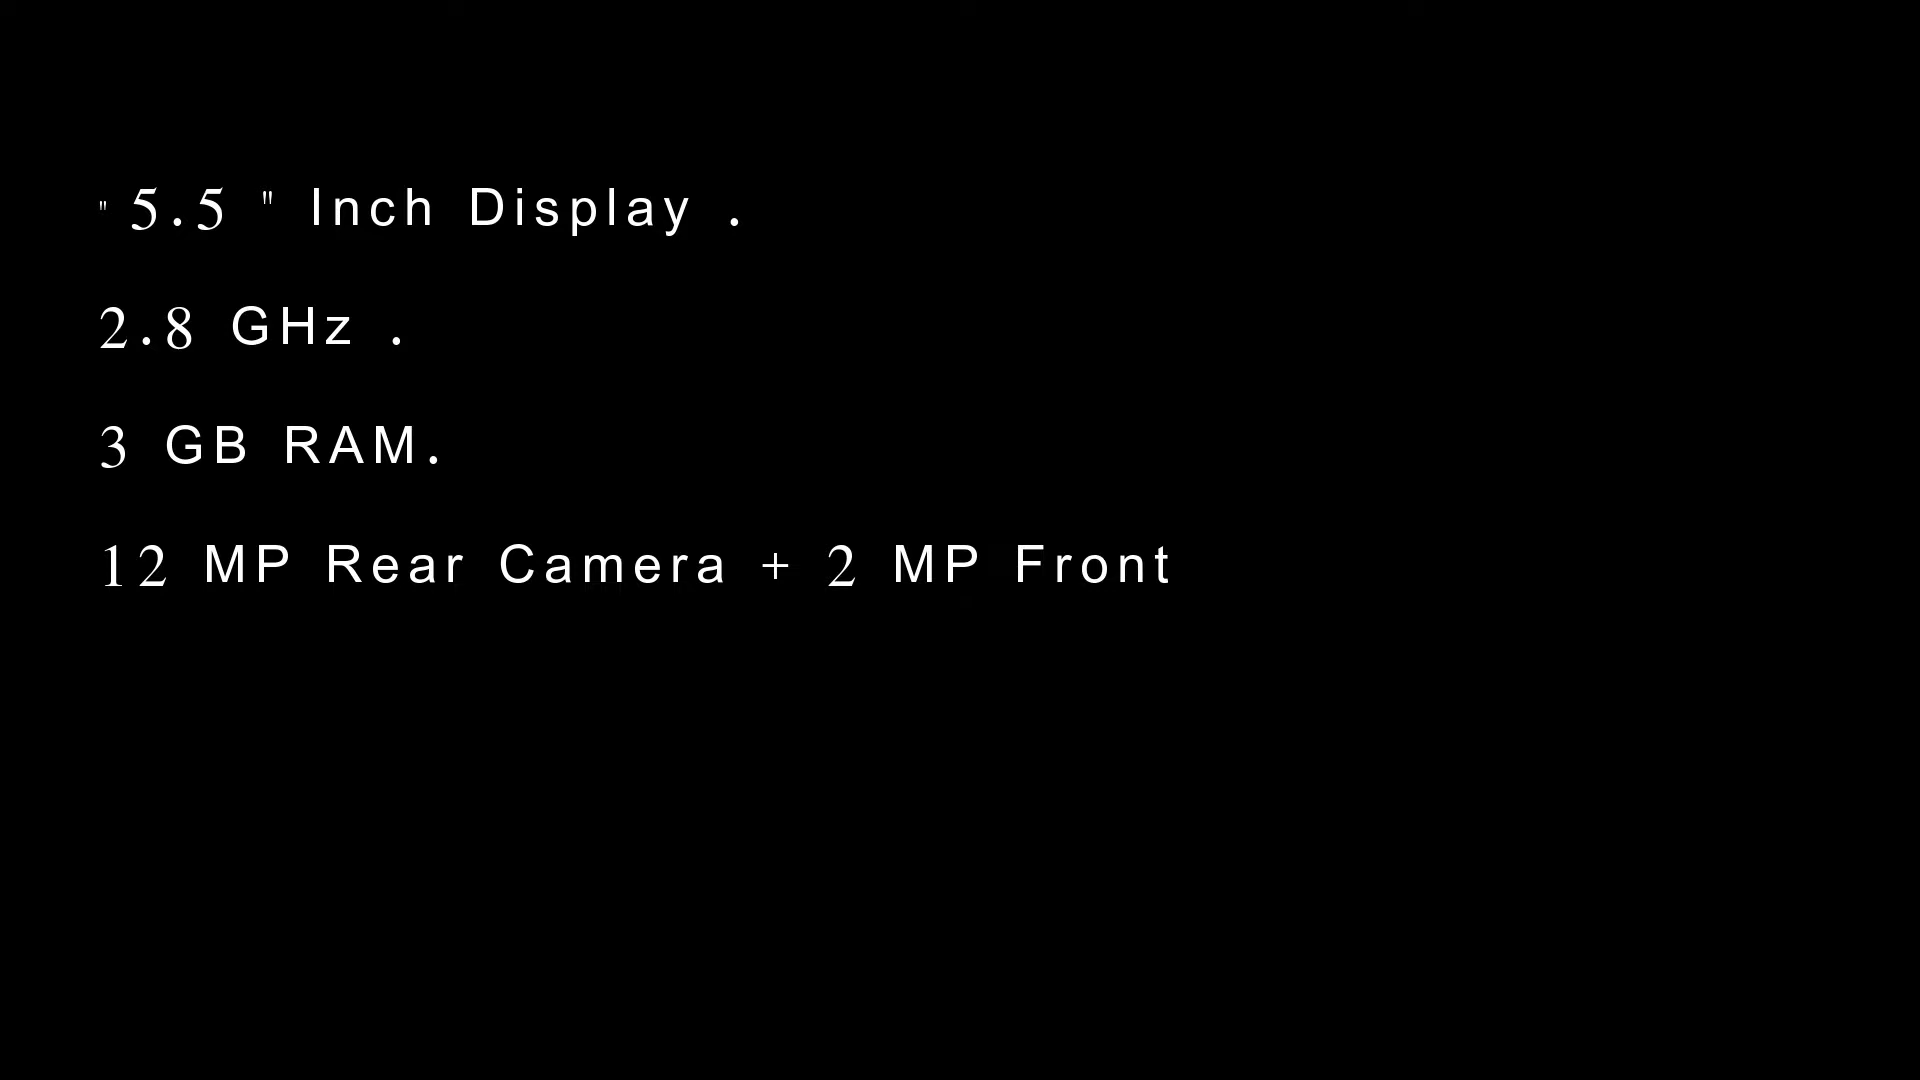 " 5.5 " Inch Display .
2.8 GHz .
3 GB RAM.
12 MP Rear Camera + 2 MP Front